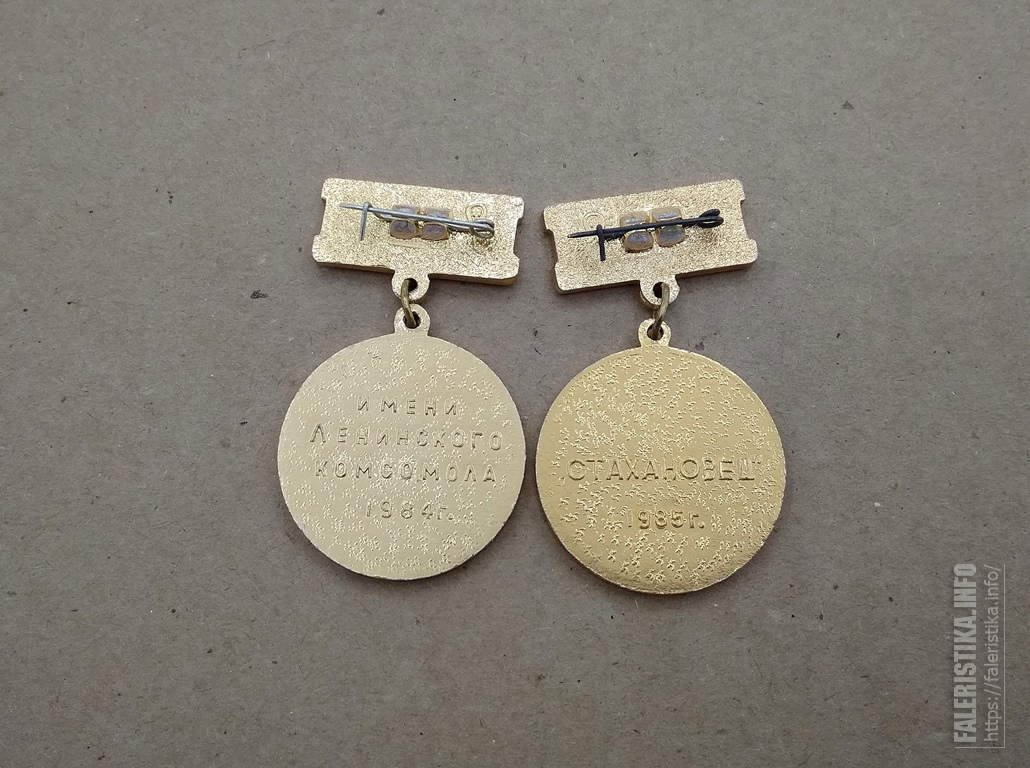 ИМЕНИ
ЛЕНИНСКОГО
КОМСОМОЛА
1984г.
„СТАХАНОВЕЦ"
1985г.
FALERISTIKA.INFO
https://faleristika.info/